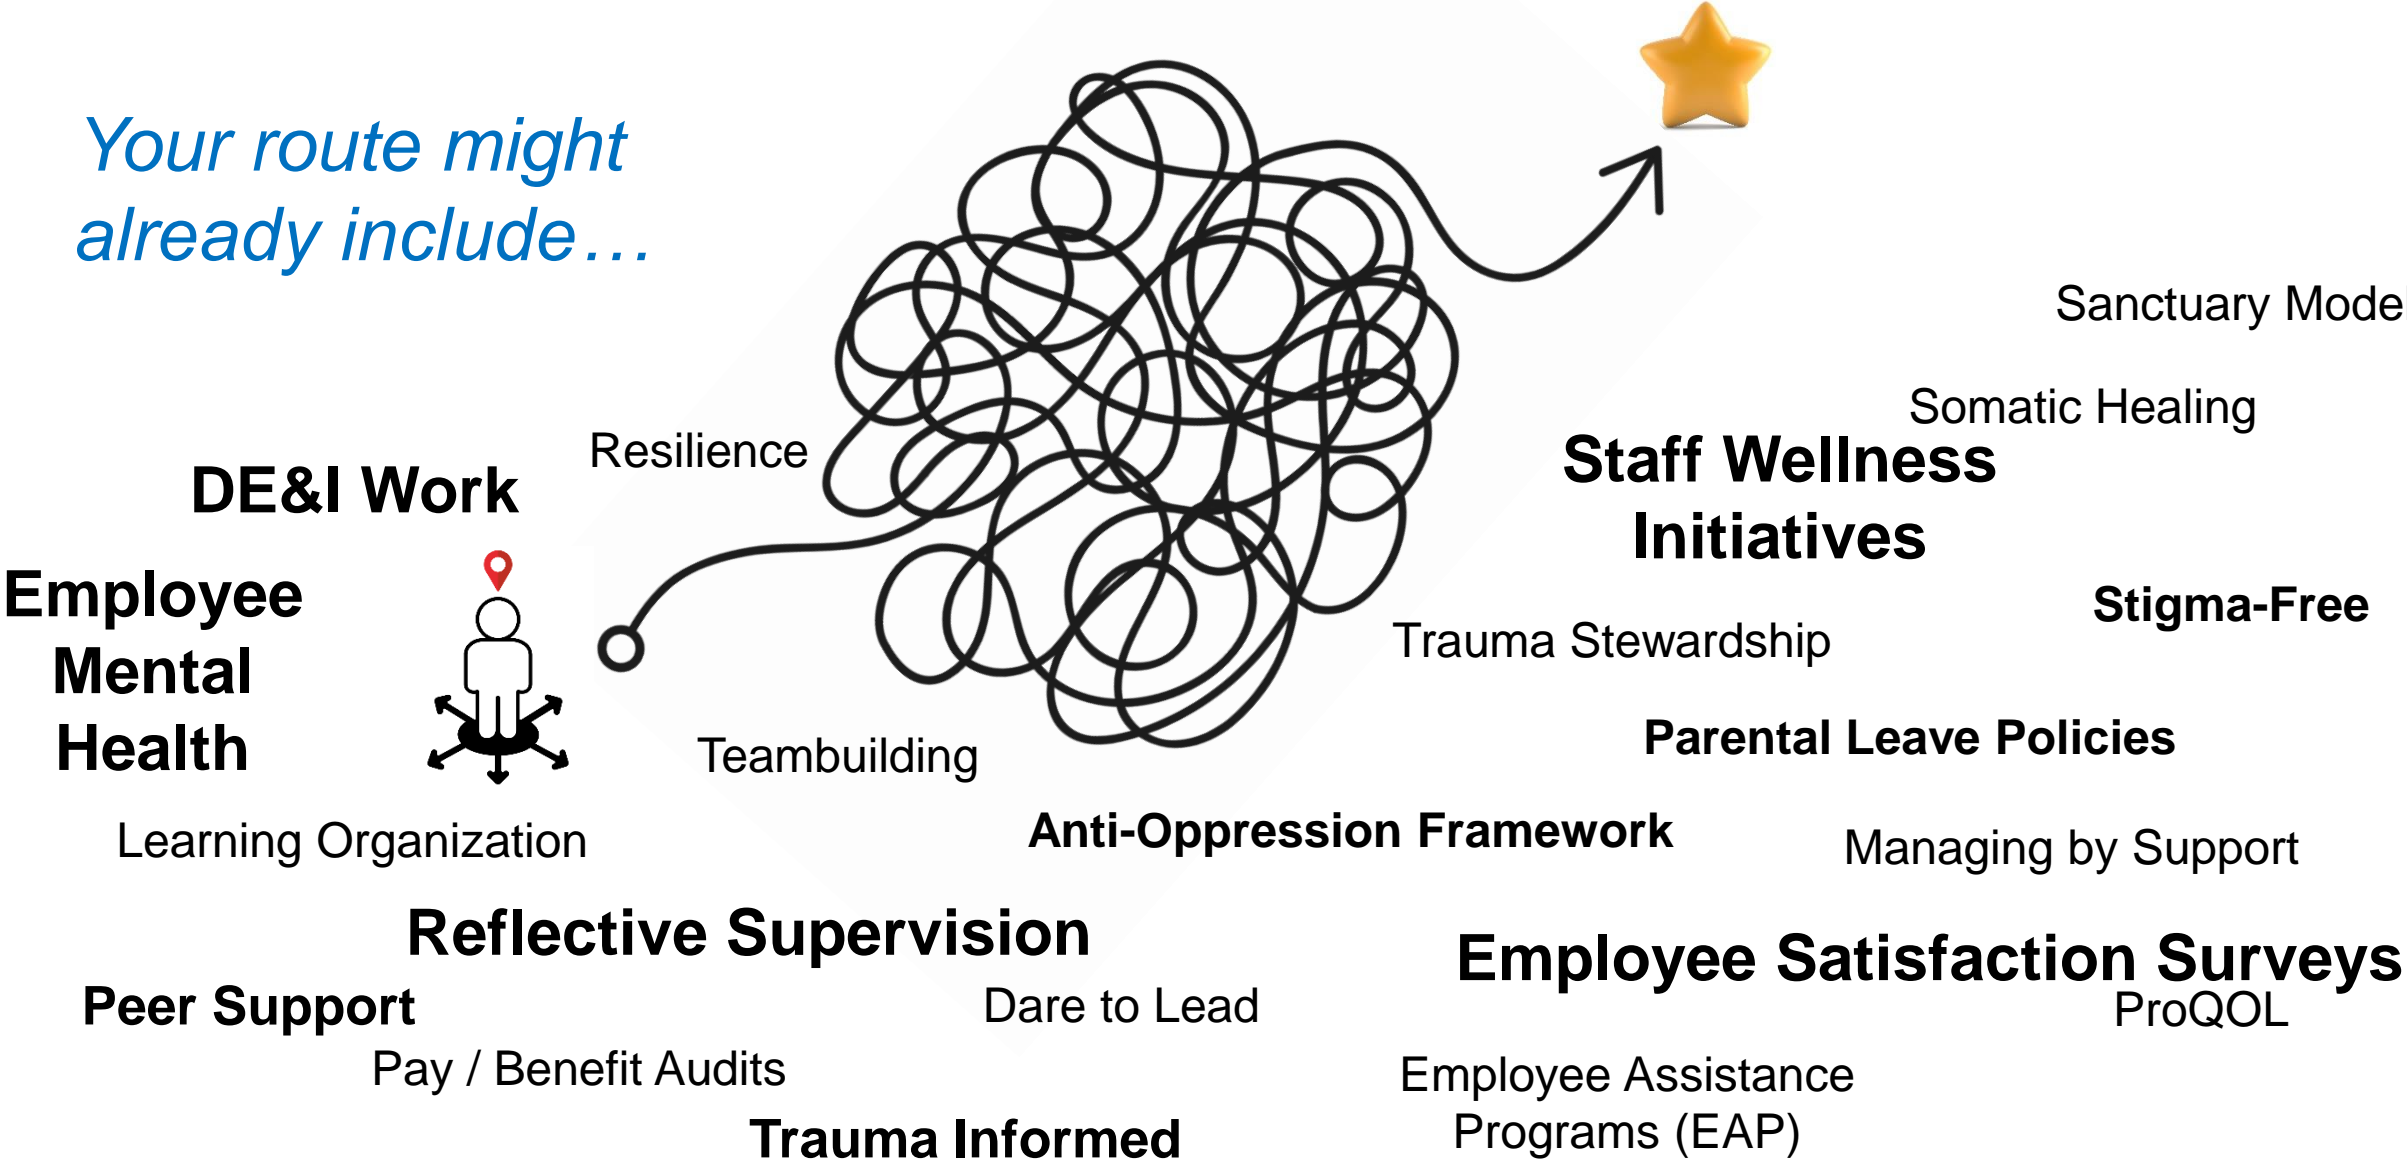 Your route might
already include…
Sanctuary Model
Somatic Healing
Resilience
Staff Wellness
Initiatives
DE&I Work
Employee
Mental
Health
Stigma-Free
Trauma Stewardship
Parental Leave Policies
Teambuilding
Learning Organization
Anti-Oppression Framework
Managing by Support
Reflective Supervision
Employee Satisfaction Surveys
Peer Support
Dare to Lead
ProQOL
Pay / Benefit Audits
Employee Assistance
Programs (EAP)
Trauma Informed